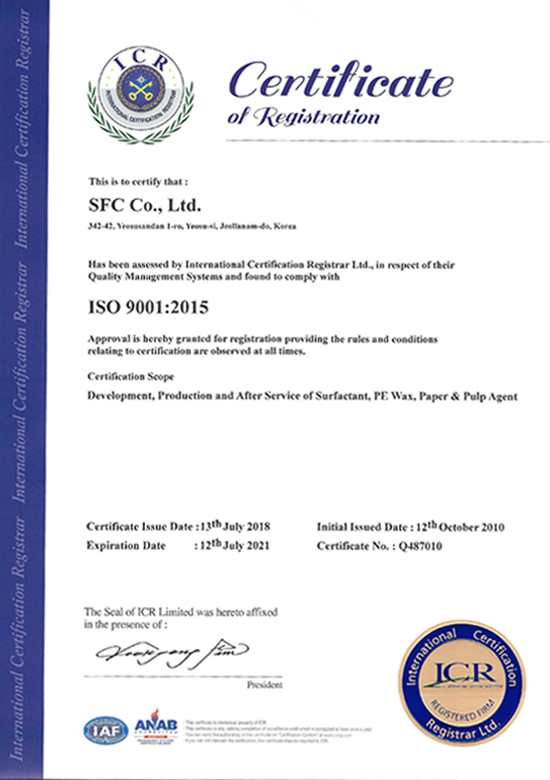 International Certification Registrar International Certification Registrar International Certification Registrar
ICR
INTERNATIONAL CERTIFICATION REGISTRAR
Certificate
of Registration
This is to certify that :
SFC Co., Ltd.
342-42, Yeosusandan 1-ro, Yeosu-si, Jeollanam-do, Korea
Has been assessed by International Certification Registrar Ltd., in respect of their
Quality Management Systems and found to comply with
ISO 9001:2015
Approval is hereby granted for registration providing the rules and conditions
relating to certification are observed at all times.
Certification Scope
Development, Production and After Service of Surfactant, PE Wax, Paper & Pulp Agent
Certificate Issue Date : 13th July 2018 Initial Issued Date : 12th October 2010
Expiration Date : 12th July 2021 Certificate No. : Q487010
The Seal of ICR Limited was hereto affixed
in the presence of :
President
International Certification
ICR
REGISTERED FIRM
Registrar Ltd.
IAF
ANAB